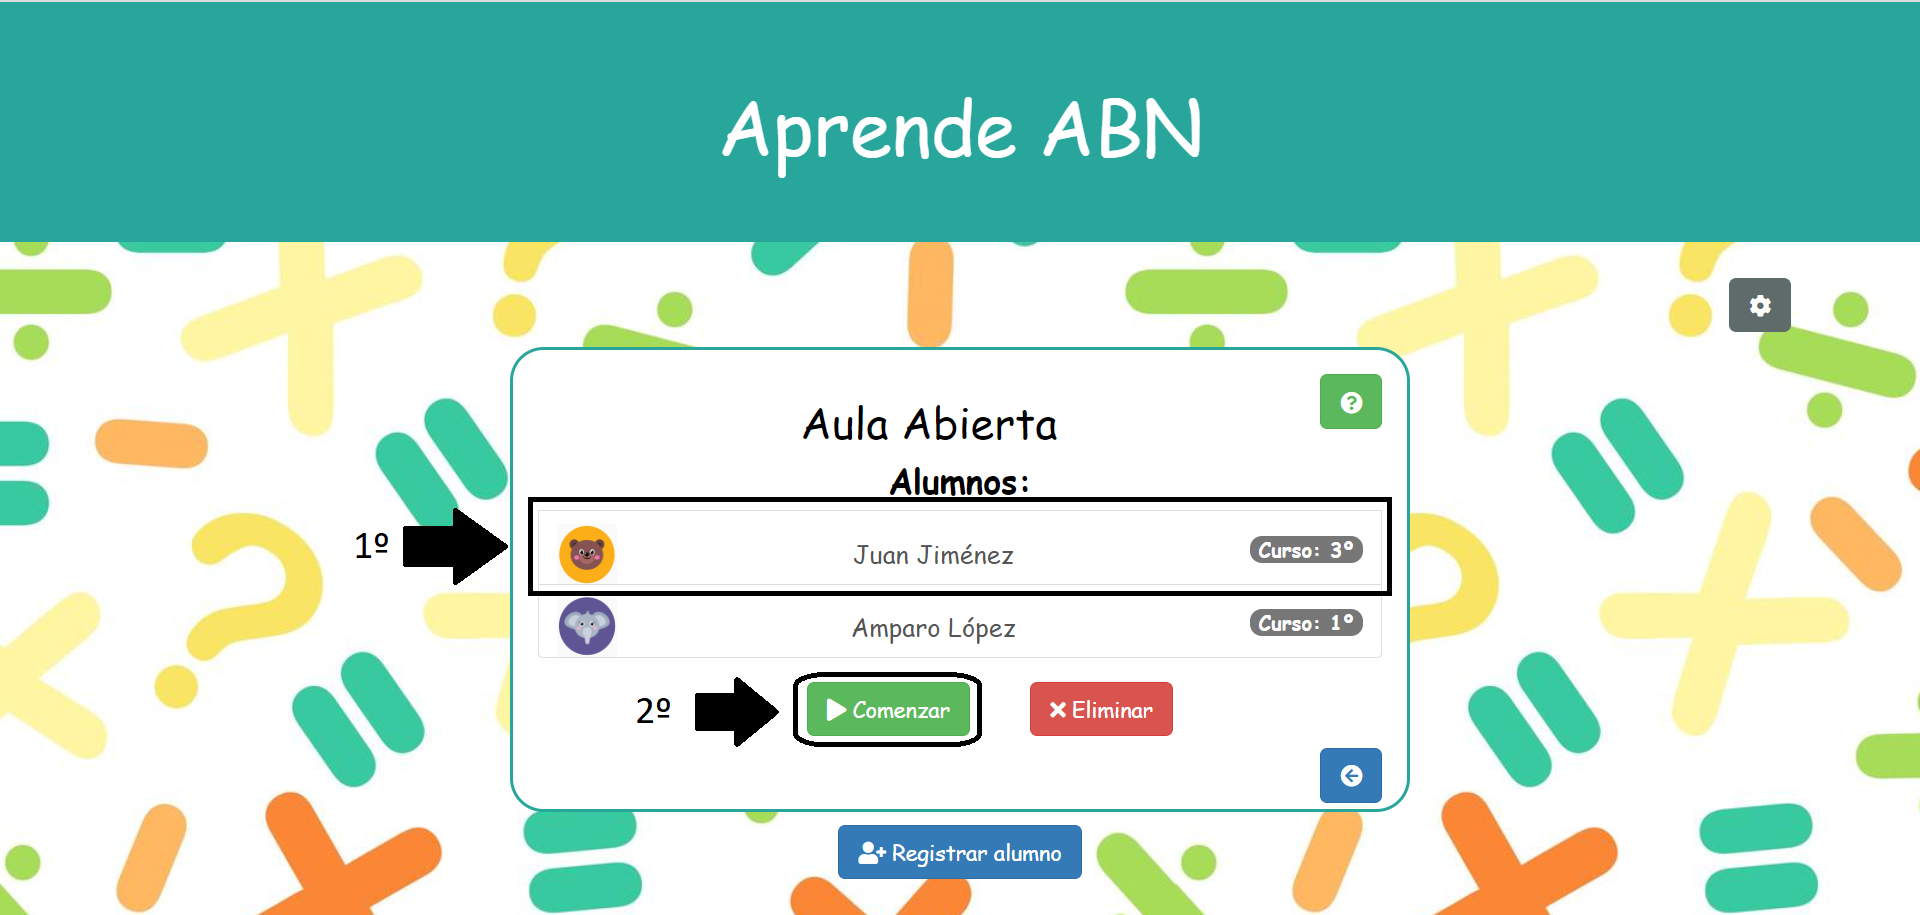 Aprende ABN
Aula Abierta
Alumnos:
1º
Juan Jiménez
Curso: 3º
Amparo López
Curso: 1º
2º
Comenzar
Eliminar
Registrar alumno